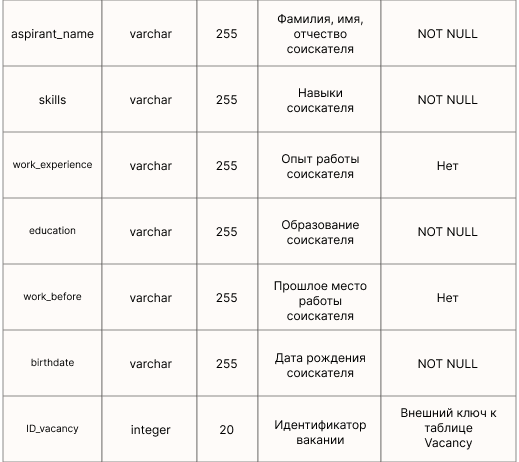 aspirant_name varchar 255 Фамилия, имя, отчество соискателя NOT NULL
skills varchar 255 Навыки соискателя NOT NULL
work_experience varchar 255 Опыт работы соискателя Нет
education varchar 255 Образование соискателя NOT NULL
work_before varchar 255 Прошлое место работы соискателя Нет
birthdate varchar 255 Дата рождения соискателя NOT NULL
ID_vacancy integer 20 Идентификатор вакании Внешний ключ к таблице Vacancy